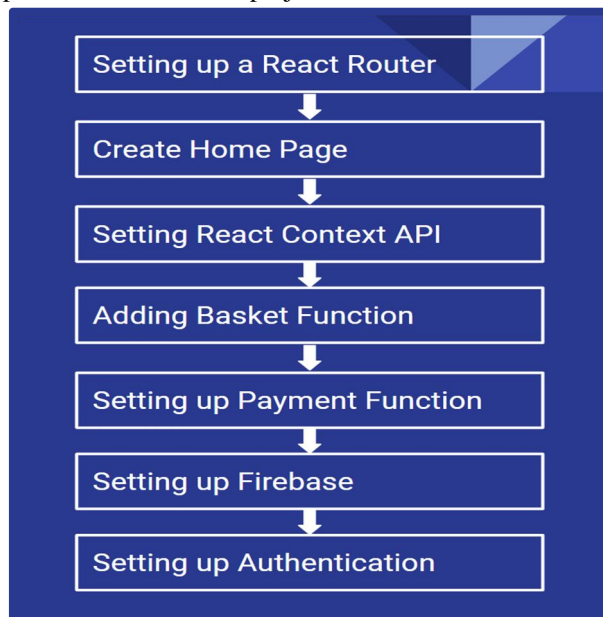 Setting up a React Router
Create Home Page
Setting React Context API
Adding Basket Function
Setting up Payment Function
Setting up Firebase
Setting up Authentication